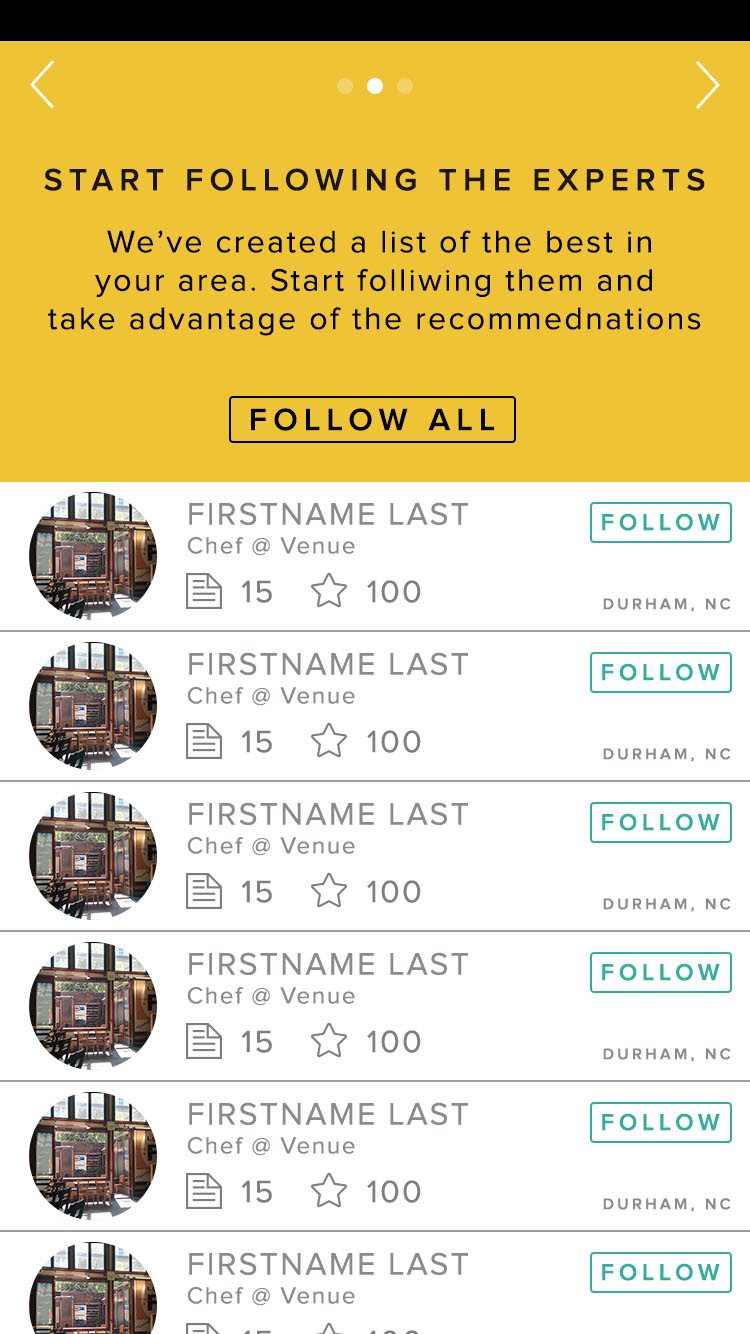 START FOLLOWING THE EXPERTS
We’ve created a list of the best in
your area. Start folliwing them and
take advantage of the recommednations
FOLLOW ALL
FIRSTNAME LAST
FOLLOW
Chef @ Venue
15 100
DURHAM, NC
FIRSTNAME LAST
FOLLOW
Chef @ Venue
15 100
DURHAM, NC
FIRSTNAME LAST
FOLLOW
Chef @ Venue
15 100
DURHAM, NC
FIRSTNAME LAST
FOLLOW
Chef @ Venue
15 100
DURHAM, NC
FIRSTNAME LAST
FOLLOW
Chef @ Venue
15 100
DURHAM, NC
FIRSTNAME LAST
FOLLOW
Chef @ Venue